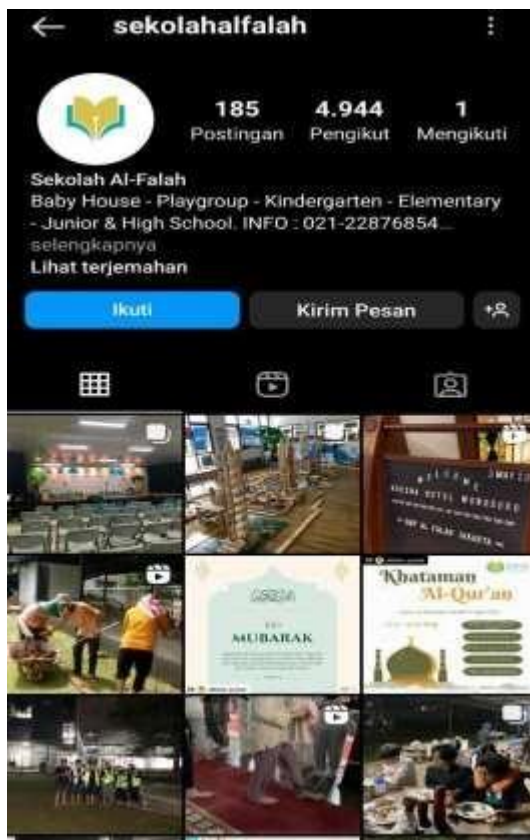 sekolahalfalah
185 4.944 1
Postingan Pengikut Mengikuti
Sekolah Al-Falah
Baby House - Playgroup - Kindergarten - Elementary
- Junior & High School. INFO : 021-22876854...
selengkapnya
Lihat terjemahan
Ikuti Kirim Pesan
WELCOME
MUBARAK
Khataman
Al-Qur'an